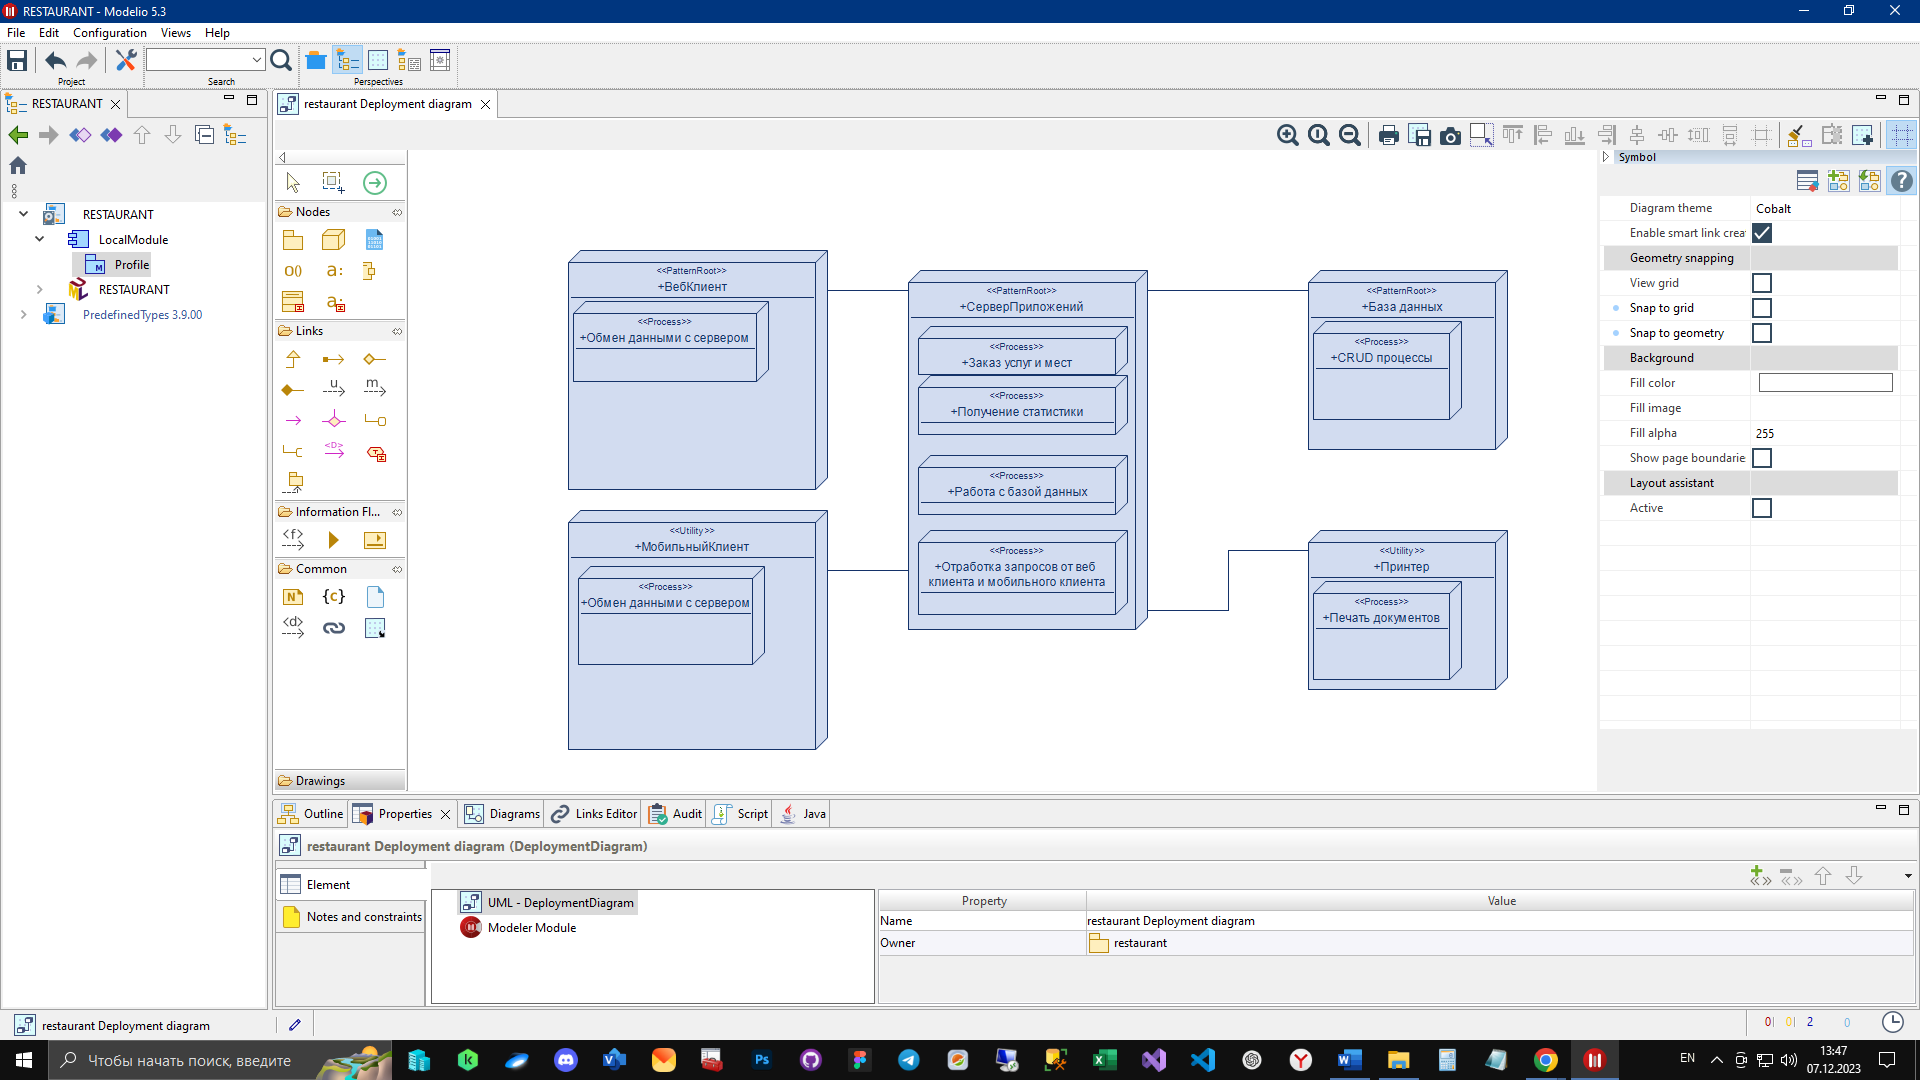 RESTAURANT - Modelio 5.3
File Edit Configuration Views Help
Project
Search
Perspectives
RESTAURANT
restaurant Deployment diagram
RESTAURANT
LocalModule
Profile
RESTAURANT
PredefinedTypes 3.9.00
Nodes
O()
a:
a:
Links
u
m
<D>
Information Fl...
<f>
Common
N
{c}
<d>
Drawings
<<PatternRoot>>
+ВебКлиент
<<Process>>
+Обмен данными с сервером
<<Utility>>
+МобильныйКлиент
<<Process>>
+Обмен данными с сервером
<<PatternRoot>>
+СерверПриложений
<<Process>>
+Заказ услуг и мест
<<Process>>
+Получение статистики
<<Process>>
+Работа с базой данных
<<Process>>
+Отработка запросов от веб
клиента и мобильного клиента
<<PatternRoot>>
+База данных
<<Process>>
+CRUD процессы
<<Utility>>
+Принтер
<<Process>>
+Печать документов
Symbol
Diagram theme Cobalt
Enable smart link crea
Geometry snapping
View grid
Snap to grid
Snap to geometry
Background
Fill color
Fill image
Fill alpha 255
Show page boundarie
Layout assistant
Active
Outline Properties Diagrams Links Editor Audit Script Java
restaurant Deployment diagram (DeploymentDiagram)
Element
Notes and constraints
UML - DeploymentDiagram
Modeler Module
Property Value
Name restaurant Deployment diagram
Owner restaurant
restaurant Deployment diagram
0 0 2 0
Чтобы начать поиск, введите
EN
13:47
07.12.2023